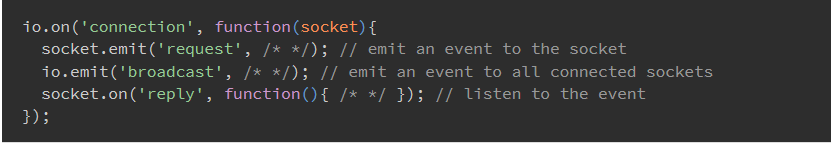 io.on('connection', function(socket){
  socket.emit('request', /* */); // emit an event to the socket
  io.emit('broadcast', /* */); // emit an event to all connected sockets
  socket.on('reply', function(){ /* */ }); // listen to the event
});